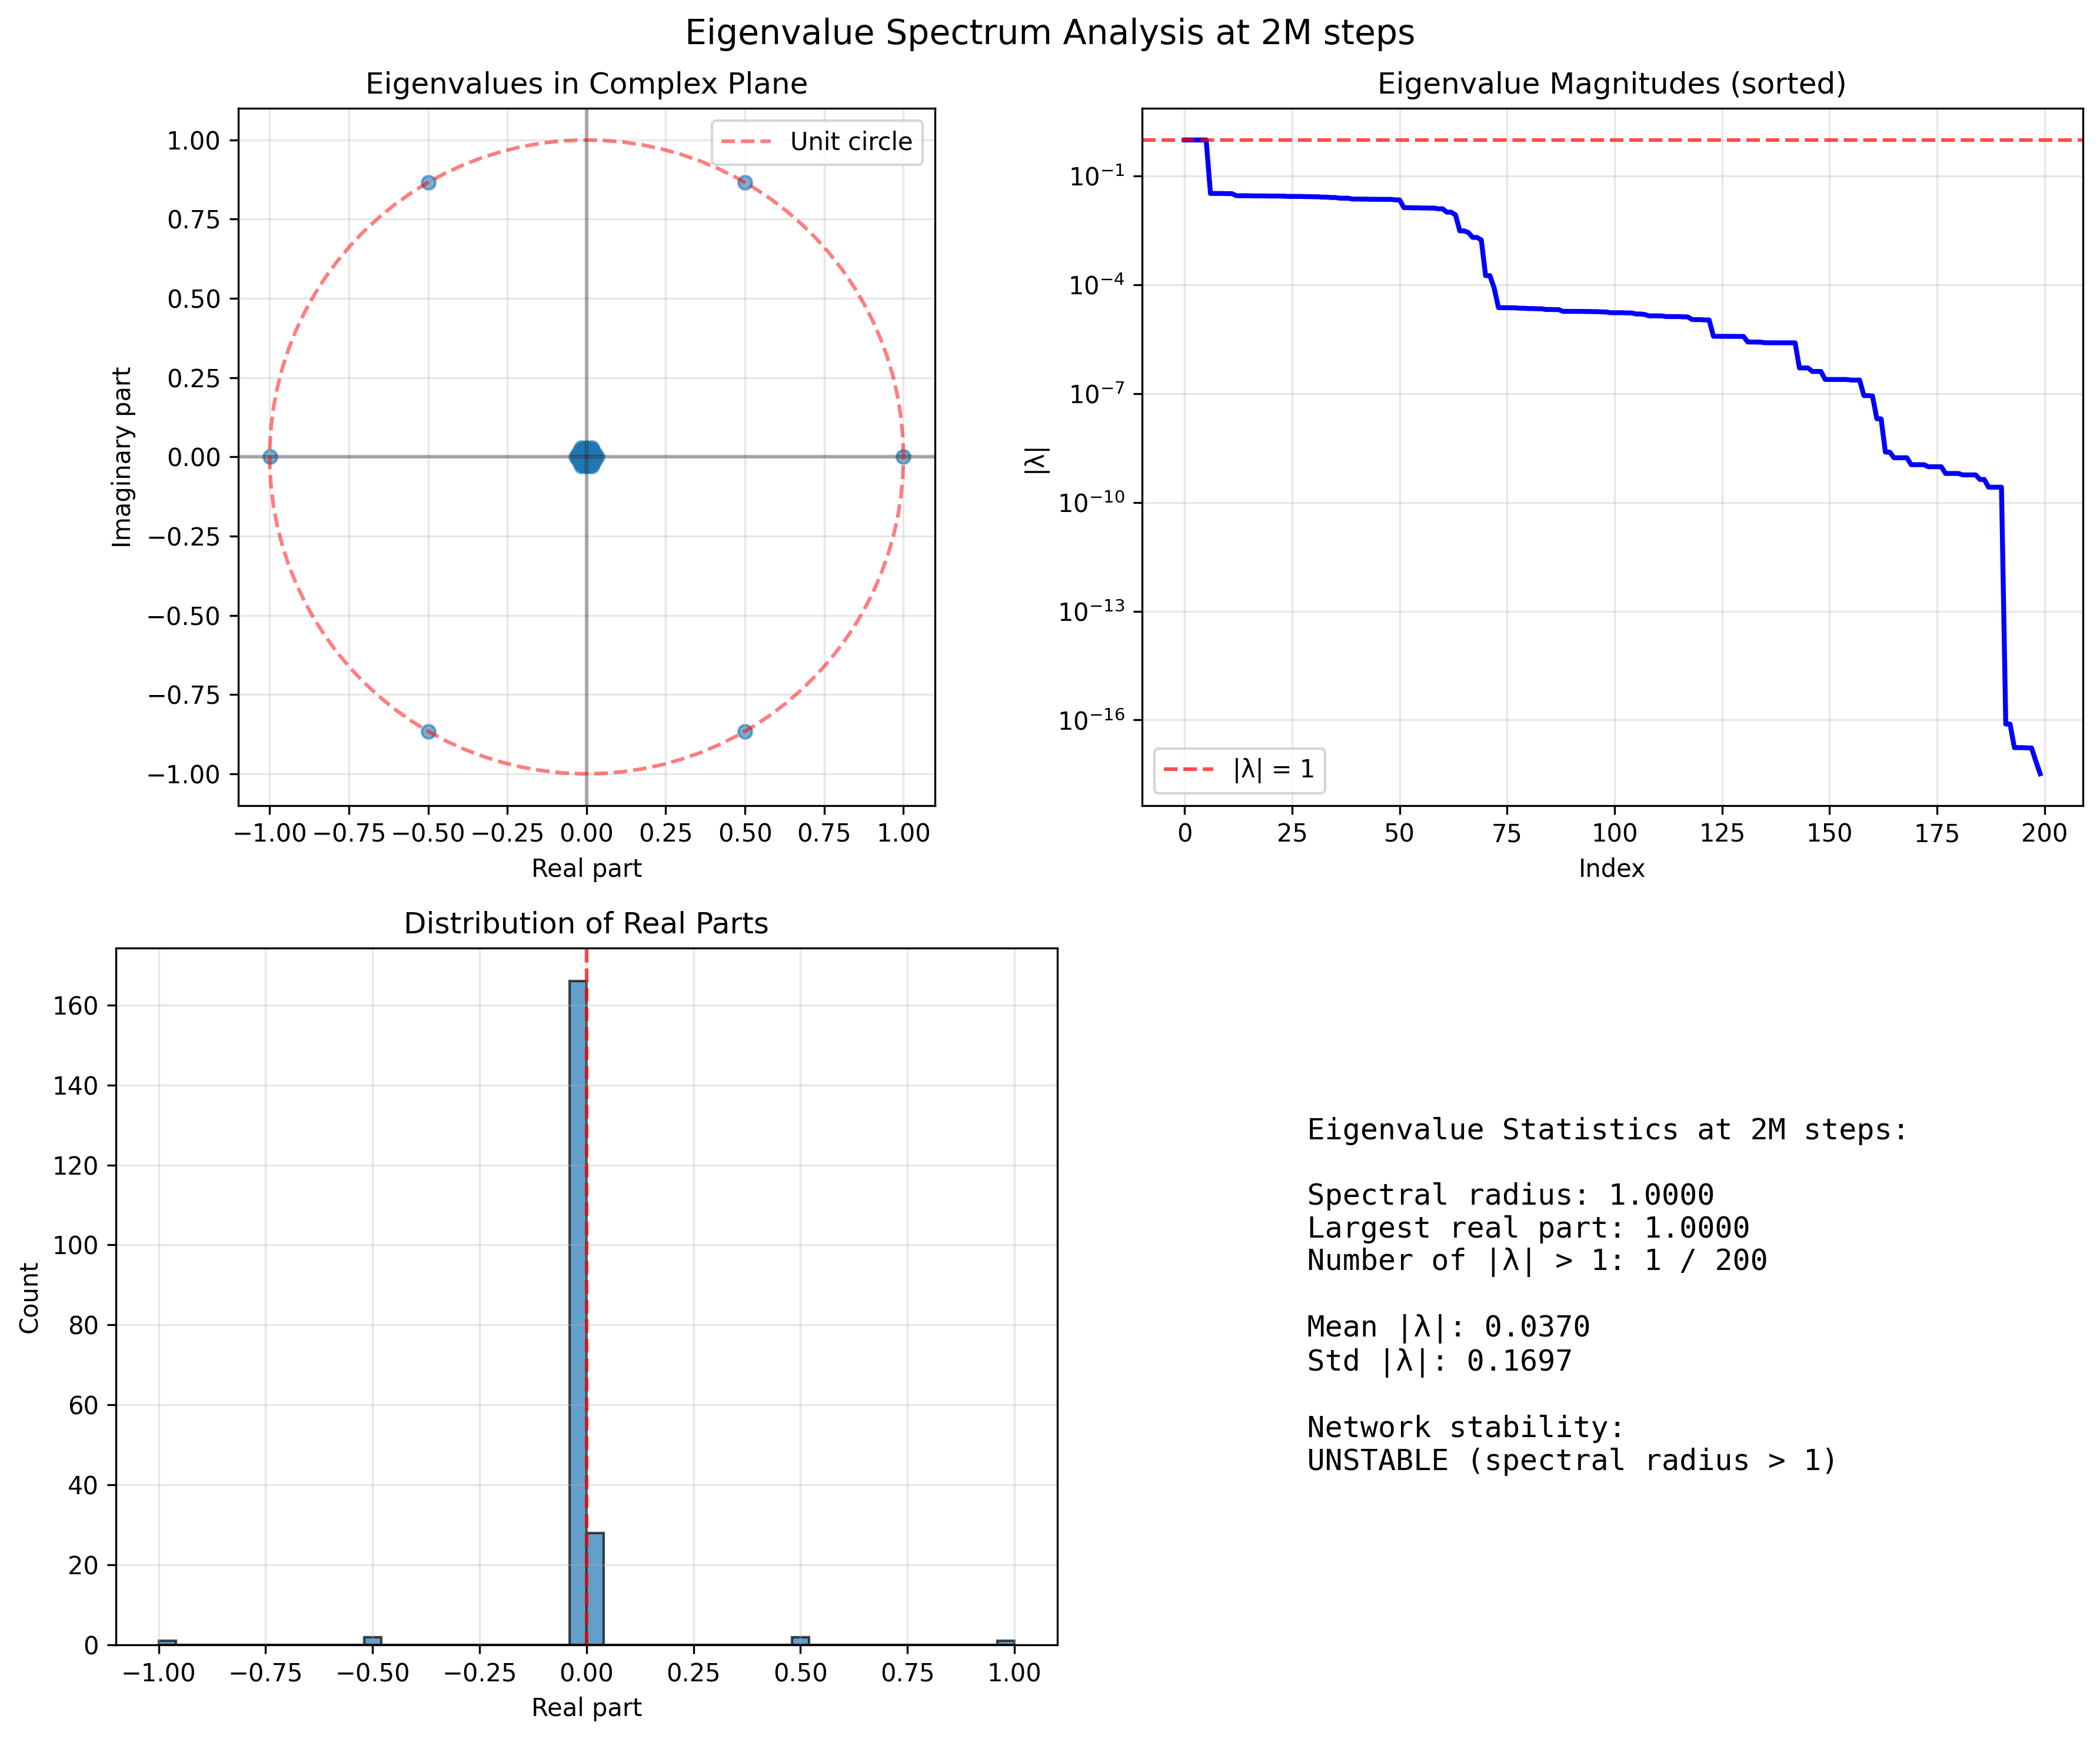 Eigenvalue Spectrum Analysis at 2M steps
Eigenvalues in Complex Plane
Unit circle
1.00
0.75
0.50
0.25
0.00
−0.25
−0.50
−0.75
−1.00
Imaginary part
−1.00 −0.75 −0.50 −0.25 0.00 0.25 0.50 0.75 1.00
Real part
Eigenvalue Magnitudes (sorted)
10⁻¹
10⁻⁴
10⁻⁷
10⁻¹⁰
10⁻¹³
10⁻¹⁶
|λ|
|λ| = 1
0 25 50 75 100 125 150 175 200
Index
Distribution of Real Parts
160
140
120
100
80
60
40
20
0
Count
−1.00 −0.75 −0.50 −0.25 0.00 0.25 0.50 0.75 1.00
Real part
Eigenvalue Statistics at 2M steps:
Spectral radius: 1.0000
Largest real part: 1.0000
Number of |λ| > 1: 1 / 200
Mean |λ|: 0.0370
Std |λ|: 0.1697
Network stability:
UNSTABLE (spectral radius > 1)